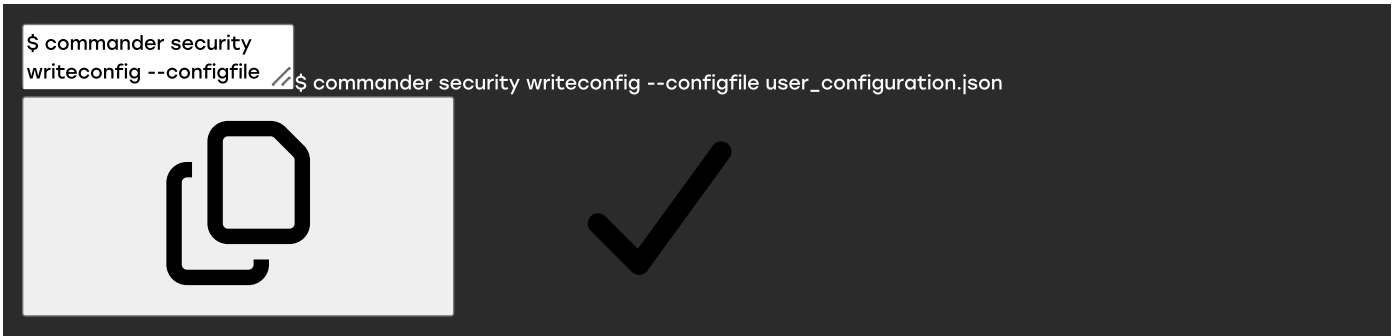 $ commander security
writeconfig --configfile
$ commander security writeconfig --configfile user_configuration.json